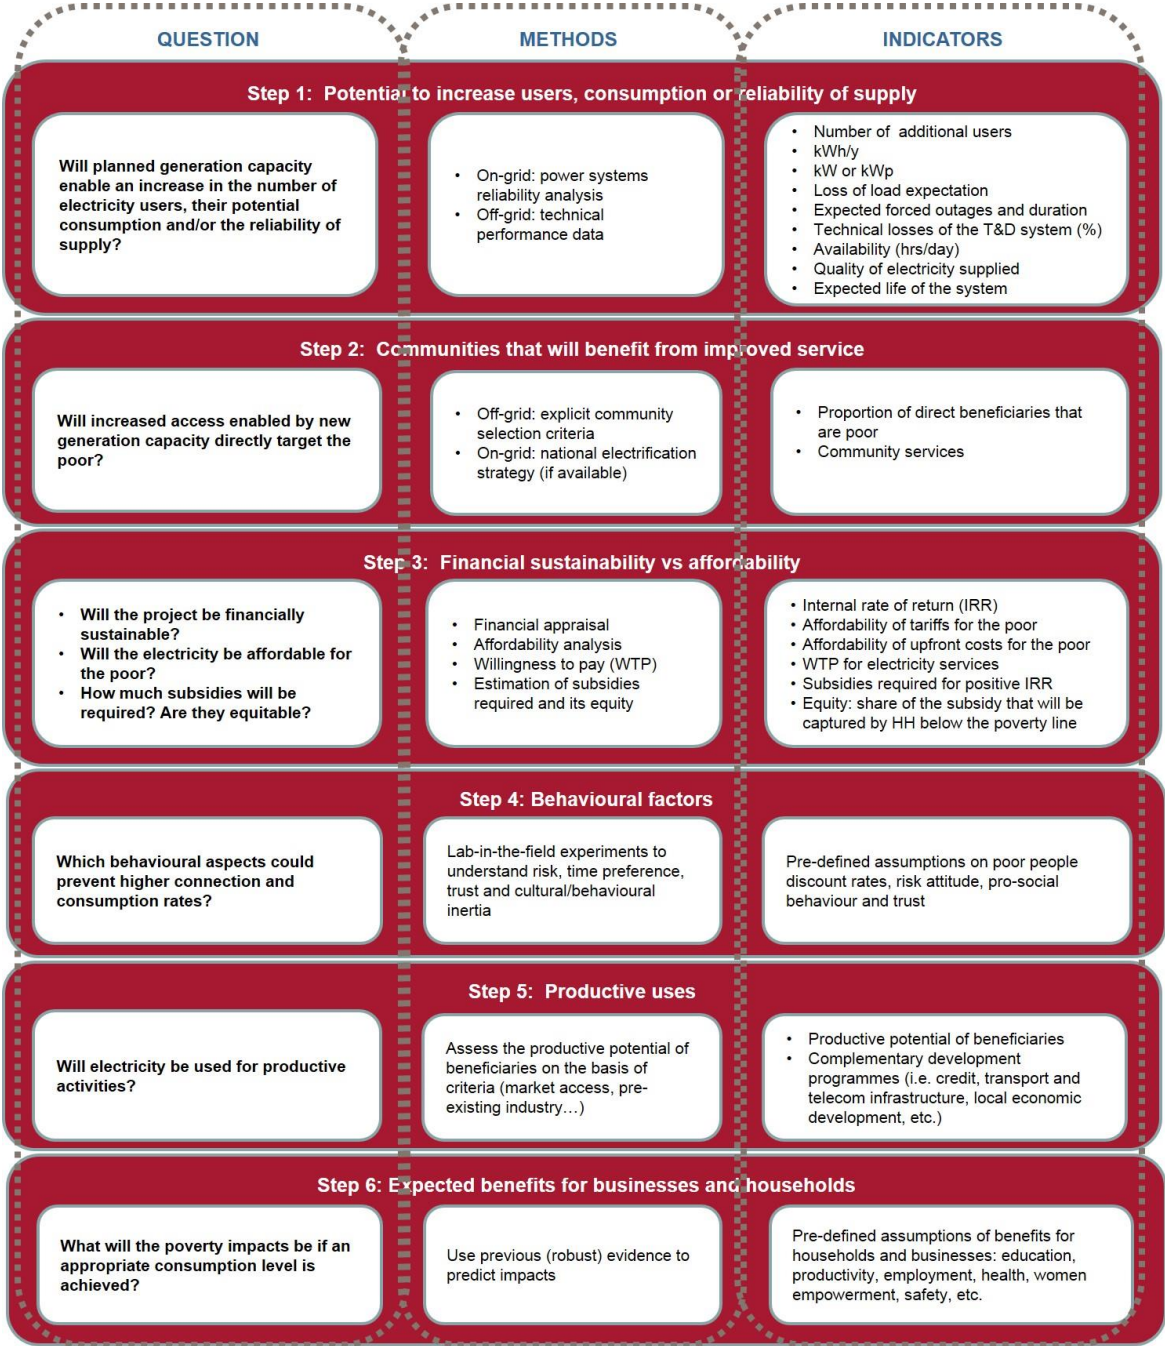 QUESTION
METHODS
INDICATORS
Step 1: Potential to increase users, consumption or reliability of supply
Will planned generation capacity
enable an increase in the number of
electricity users, their potential
consumption and/or the reliability of
supply?
• On-grid: power systems
reliability analysis
• Off-grid: technical
performance data
• Number of additional users
• kWh/y
• kW or kWp
• Loss of load expectation
• Expected forced outages and duration
• Technical losses of the T&D system (%)
• Availability (hrs/day)
• Quality of electricity supplied
• Expected life of the system
Step 2: Communities that will benefit from improved service
Will increased access enabled by new
generation capacity directly target the
poor?
• Off-grid: explicit community
selection criteria
• On-grid: national electrification
strategy (if available)
• Proportion of direct beneficiaries that
are poor
• Community services
Step 3: Financial sustainability vs affordability
• Will the project be financially
sustainable?
• Will the electricity be affordable for
the poor?
• How much subsidies will be
required? Are they equitable?
• Financial appraisal
• Affordability analysis
• Willingness to pay (WTP)
• Estimation of subsidies
required and its equity
• Internal rate of return (IRR)
• Affordability of tariffs for the poor
• Affordability of upfront costs for the poor
• WTP for electricity services
• Subsidies required for positive IRR
• Equity: share of the subsidy that will be
captured by HH below the poverty line
Step 4: Behavioural factors
Which behavioural aspects could
prevent higher connection and
consumption rates?
Lab-in-the-field experiments to
understand risk, time preference,
trust and cultural/behavioural
inertia
Pre-defined assumptions on poor people
discount rates, risk attitude, pro-social
behaviour and trust
Step 5: Productive uses
Will electricity be used for productive
activities?
Assess the productive potential of
beneficiaries on the basis of
criteria (market access, pre-
existing industry…)
• Productive potential of beneficiaries
• Complementary development
programmes (i.e. credit, transport and
telecom infrastructure, local economic
development, etc.)
Step 6: Expected benefits for businesses and households
What will the poverty impacts be if an
appropriate consumption level is
achieved?
Use previous (robust) evidence to
predict impacts
Pre-defined assumptions of benefits for
households and businesses: education,
productivity, employment, health, women
empowerment, safety, etc.